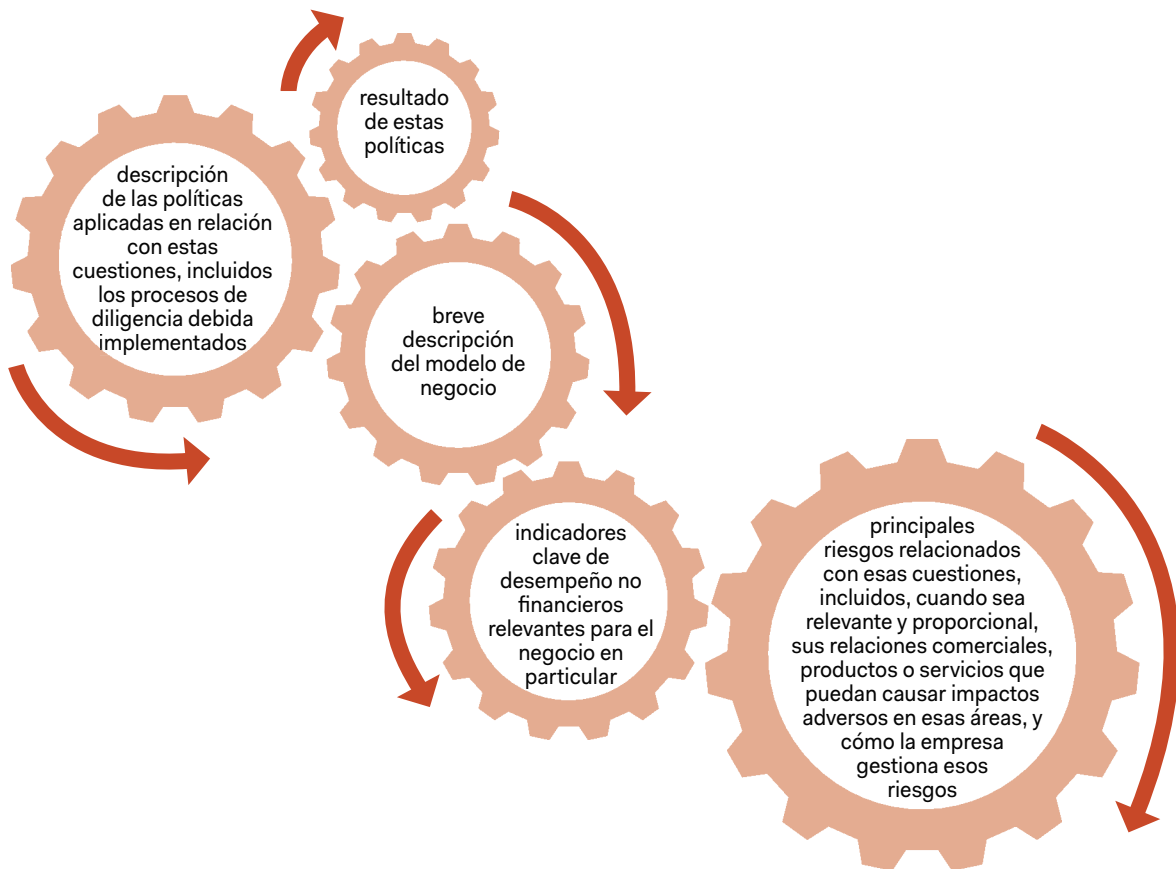 resultado
de estas
políticas
descripción
de las políticas
aplicadas en relación
con estas
cuestiones, incluidos
los procesos de
diligencia debida
implementados
breve
descripción
del modelo de
negocio
indicadores
clave de
desempeño no
financieros
relevantes para el
negocio en
particular
principales
riesgos relacionados
con esas cuestiones,
incluidos, cuando sea
relevante y proporcional,
sus relaciones comerciales,
productos o servicios que
puedan causar impactos
adversos en esas áreas, y
cómo la empresa
gestiona esos
riesgos